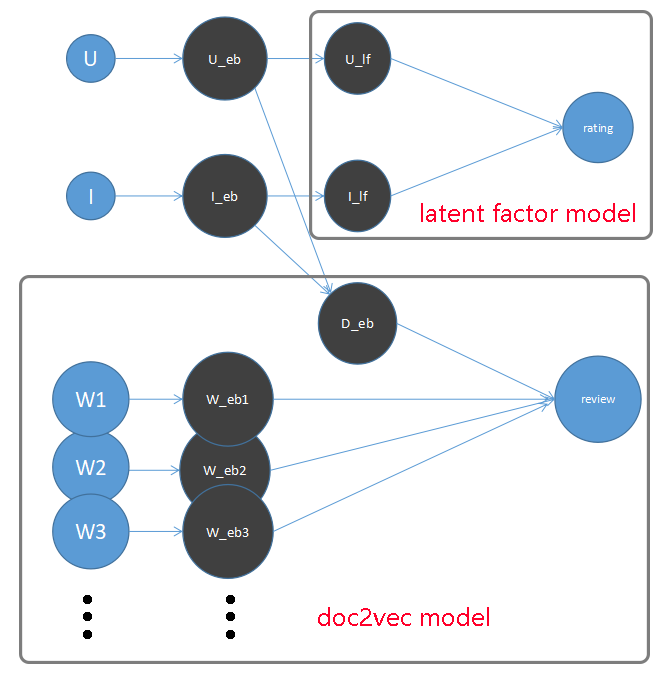 U
U_eb
U_lf
rating
I
I_eb
I_lf
latent factor model
D_eb
W1
W_eb1
review
W2
W_eb2
W3
W_eb3
doc2vec model